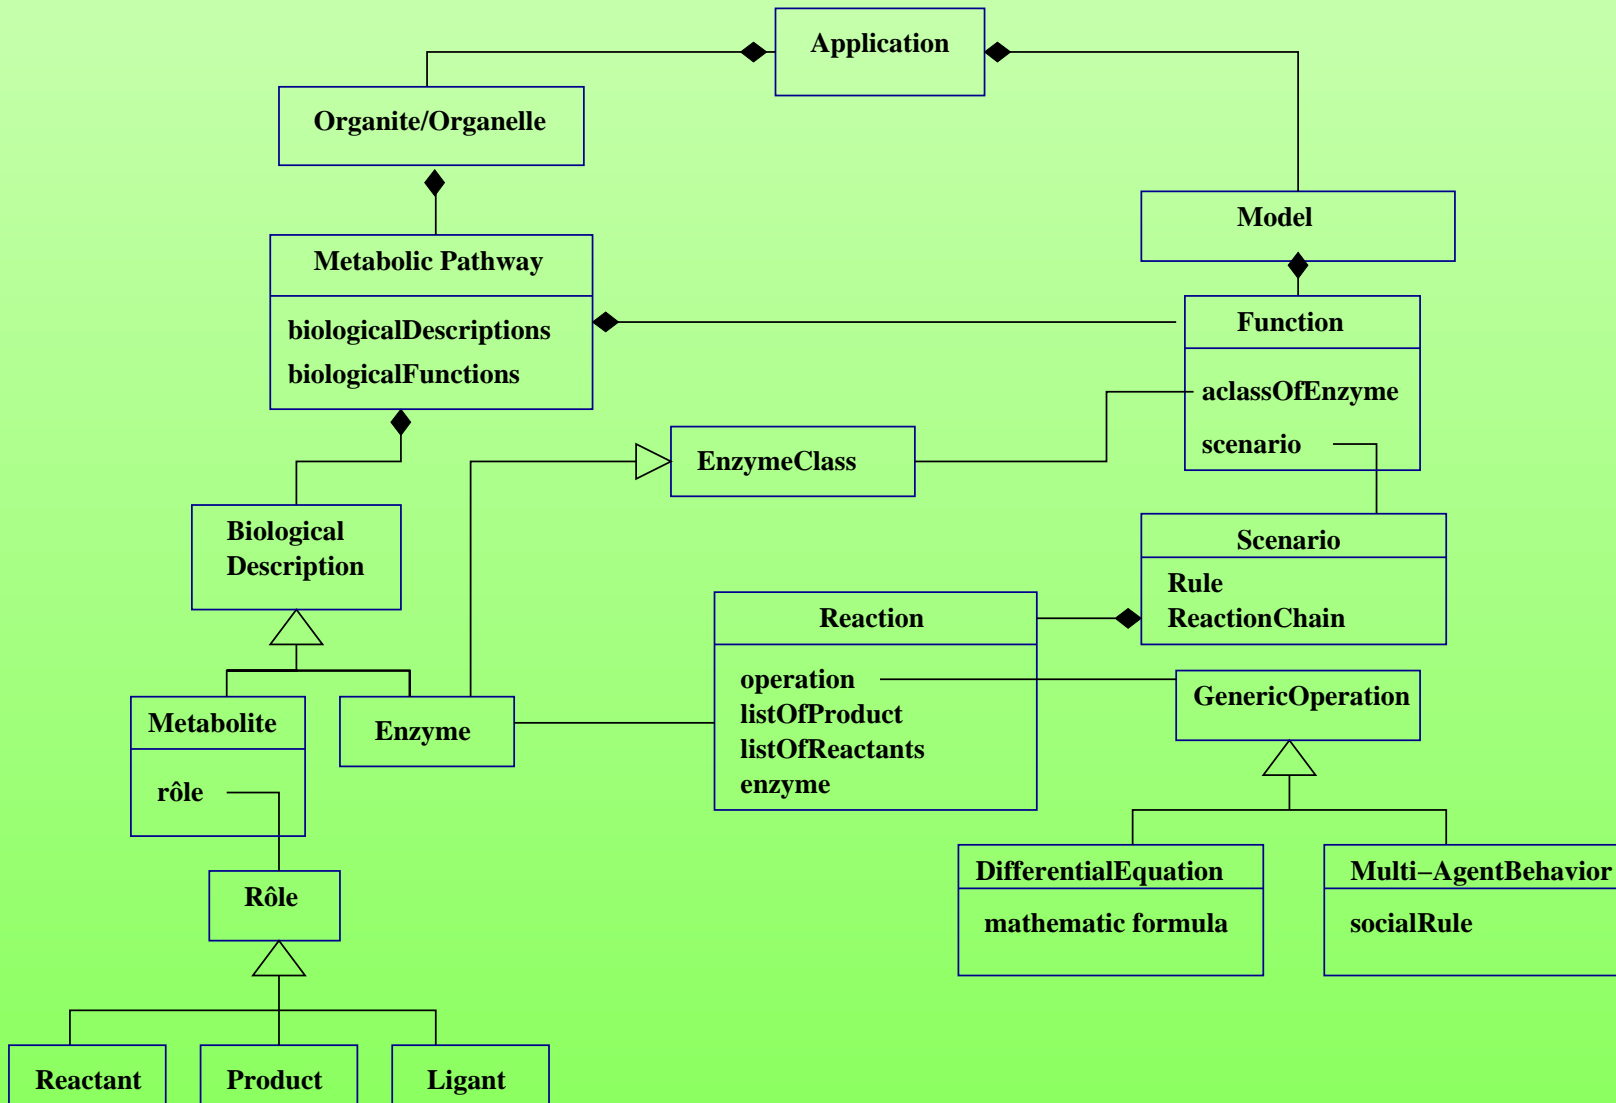 Application
Organite/Organelle
Model
Metabolic Pathway
biologicalDescriptions
biologicalFunctions
Function
aclassOfEnzyme
scenario
EnzymeClass
Biological
Description
Scenario
Rule
ReactionChain
Reaction
operation
listOfProduct
listOfReactants
enzyme
GenericOperation
Metabolite
rôle
Enzyme
Rôle
DifferentialEquation
mathematic formula
Multi−AgentBehavior
socialRule
Reactant
Product
Ligant